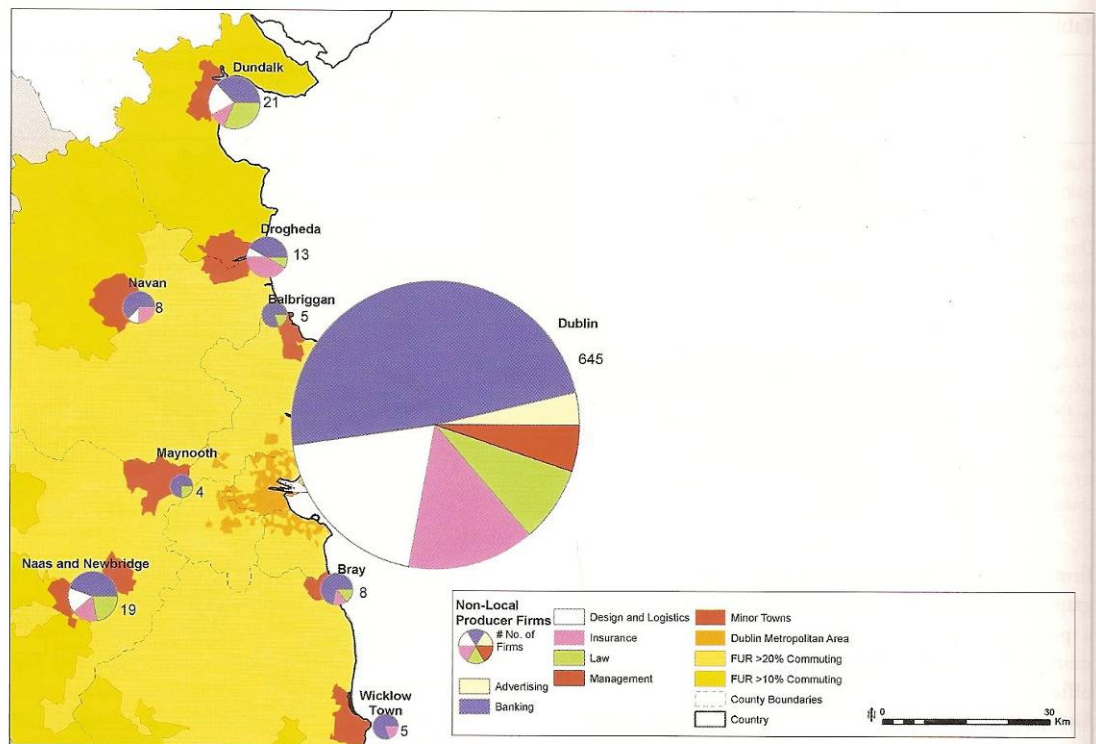 Dundalk
21
Drogheda
13
Navan
8
Balbriggan
5
Dublin
645
Maynooth
4
Naas and Newbridge
19
Bray
8
Wicklow
Town
5
Non-Local
Producer Firms
# No. of
Firms
Advertising
Banking
Design and Logistics
Insurance
Law
Management
Minor Towns
Dublin Metropolitan Area
FUR >20% Commuting
FUR >10% Commuting
County Boundaries
Country
0 30
Km